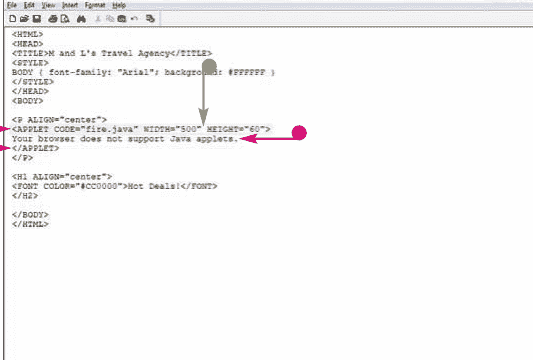 File Edit View Insert Format Help
<HTML>
<HEAD>
<TITLE>M and L's Travel Agency</TITLE>
<STYLE>
BODY { font-family: "Arial"; background: #FFFFFF }
</STYLE>
</HEAD>
<BODY>
<P ALIGN="center">
<APPLET CODE="fire.java" WIDTH="500" HEIGHT="60">
Your browser does not support Java applets.
</APPLET>
</P>
<H1 ALIGN="center">
<FONT COLOR="#CC0000">Hot Deals!</FONT>
</H2>
</BODY>
</HTML>